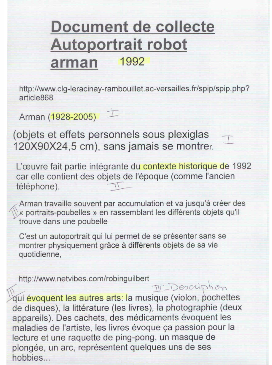 Document de collecte
Autoportrait robot
arman 1992
http://www.clg-leraciney-rambouillet.ac-versailles.fr/spip/spip.php?
article868
Arman (1928-2005) I
(objets et effets personnels sous plexiglas
120X90X24,5 cm), sans jamais se montrer. I
L'œuvre fait partie intégrante du contexte historique de 1992
car elle contient des objets de l'époque (comme l'ancien
téléphone). II
Arman travaille souvent par accumulation et va jusqu'à créer des
« portraits-poubelles » en rassemblant les différents objets qu'il
trouve dans une poubelle
C'est un autoportrait qui lui permet de se présenter sans se
montrer physiquement grâce à différents objets de sa vie
quotidienne,
http://www.netvibes.com/robinguilbert
III Description
qui évoquent les autres arts: la musique (violon, pochettes
de disques), la littérature (les livres), la photographie (deux
appareils). Des cachets, des médicaments évoquent les
maladies de l'artiste, les livres évoque ça passion pour la
lecture et une raquette de ping-pong, un masque de
plongée, un arc, représentent quelques uns de ses
hobbies...